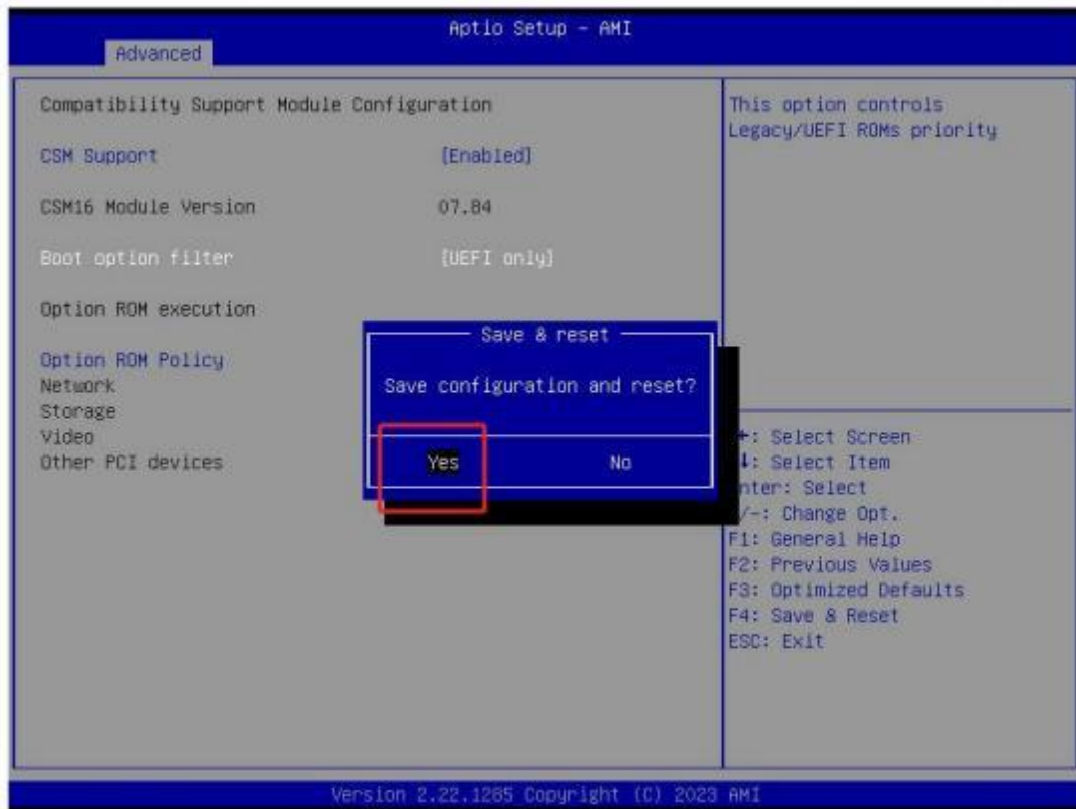 Aptio Setup - AMI
Advanced
Compatibility Support Module Configuration
CSM Support [Enabled]
CSM16 Module Version 07.84
Boot option filter [UEFI only]
Option ROM execution
Option ROM Policy
Network
Storage
Video
Other PCI devices
This option controls
Legacy/UEFI ROMs priority
Save & reset
Save configuration and reset?
Yes No
: Select Screen
: Select Item
nter: Select
/-: Change Opt.
F1: General Help
F2: Previous Values
F3: Optimized Defaults
F4: Save & Reset
ESC: Exit
Version 2.22.1285 Copyright (C) 2023 AMI